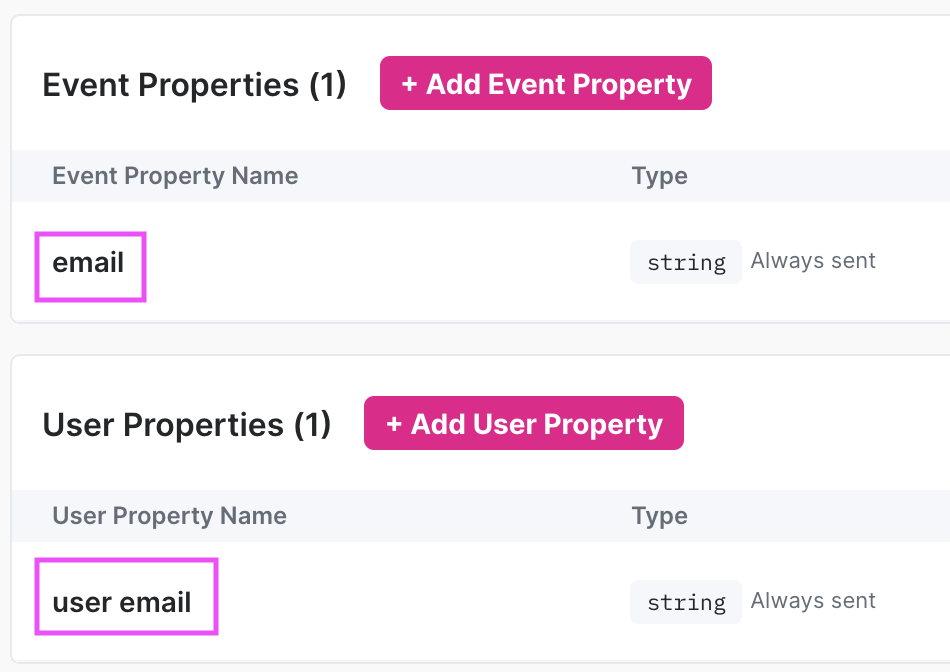 Event Properties (1) + Add Event Property
Event Property Name Type
email string Always sent
User Properties (1) + Add User Property
User Property Name Type
user email string Always sent